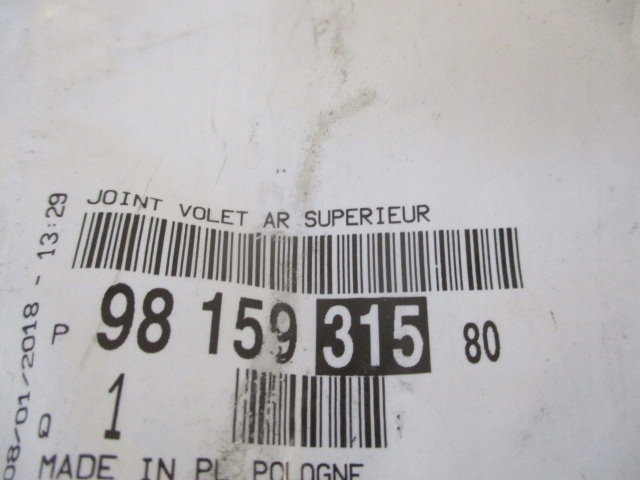 JOINT VOLET AR SUPERIEUR
P 98 159 315 80
Q 1
MADE IN PL POLOGNE
08/01/2018 - 13:29